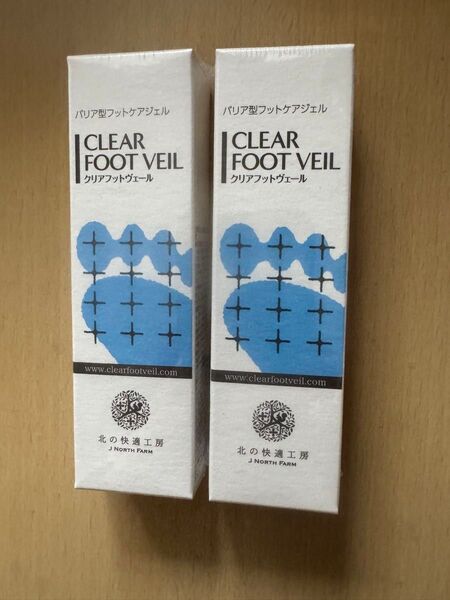 バリア型フットケアジェル
CLEAR
FOOT VEIL
クリアフットヴェール
www.clearfootveil.com
北の快適工房
J NORTH FARM
バリア型フットケアジェル
CLEAR
FOOT VEIL
クリアフットヴェール
www.clearfootveil.com
北の快適工房
J NORTH FARM